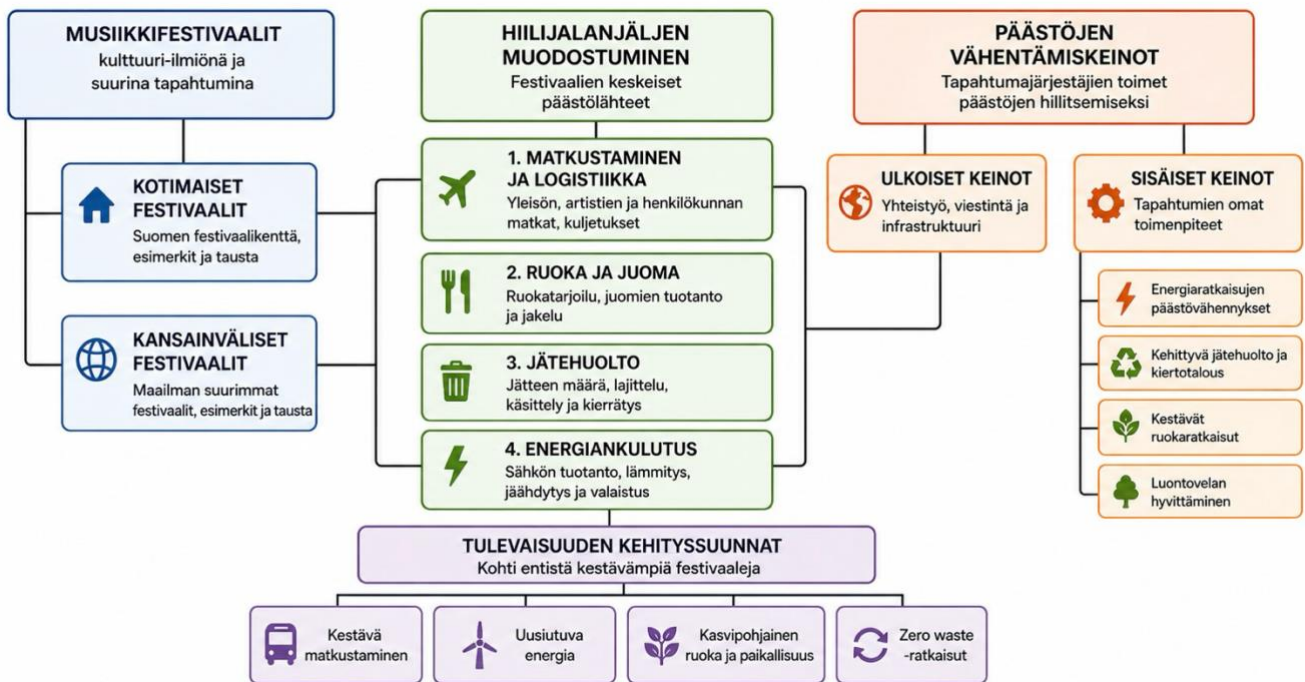 MUSIIKKIFESTIVAALIT
kulttuuri-ilmiönä ja
suurina tapahtumina
KOTIMAISET
FESTIVAALIT
Suomen festivaalikenttä,
esimerkit ja tausta
KANSAINVÄLISET
FESTIVAALIT
Maailman suurimmat
festivaalit, esimerkit ja tausta
HIILIJALANJÄLJEN
MUODOSTUMINEN
Festivaalien keskeiset
päästölähteet
1. MATKUSTAMINEN
JA LOGISTIIKKA
Yleisön, artistien ja henkilökunnan
matkat, kuljetukset
2. RUOKA JA JUOMA
Ruokatarjoilu, juomien tuotanto
ja jakelu
3. JÄTEHUOLTO
Jätteen määrä, lajittelu,
käsittely ja kierrätys
4. ENERGIANKULUTUS
Sähkön tuotanto, lämmitys,
jäähdytys ja valaistus
PÄÄSTÖJEN
VÄHENTÄMISKEINOT
Tapahtumajärjestäjien toimet
päästöjen hillitsemiseksi
ULKOISET KEINOT
Yhteistyö, viestintä ja
infrastruktuuri
SISÄISET KEINOT
Tapahtumien omat
toimenpiteet
Energiaratkaisujen
päästövähennykset
Kehittyvä jätehuolto ja
kiertotalous
Kestävät
ruokaratkaisut
Luontovelan
hyvittäminen
TULEVAISUUDEN KEHITYSSUUNNAT
Kohti entistä kestävämpiä festivaaleja
Kestävä
matkustaminen
Uusiutuva
energia
Kasvipohjainen
ruoka ja paikallisuus
Zero waste
-ratkaisut